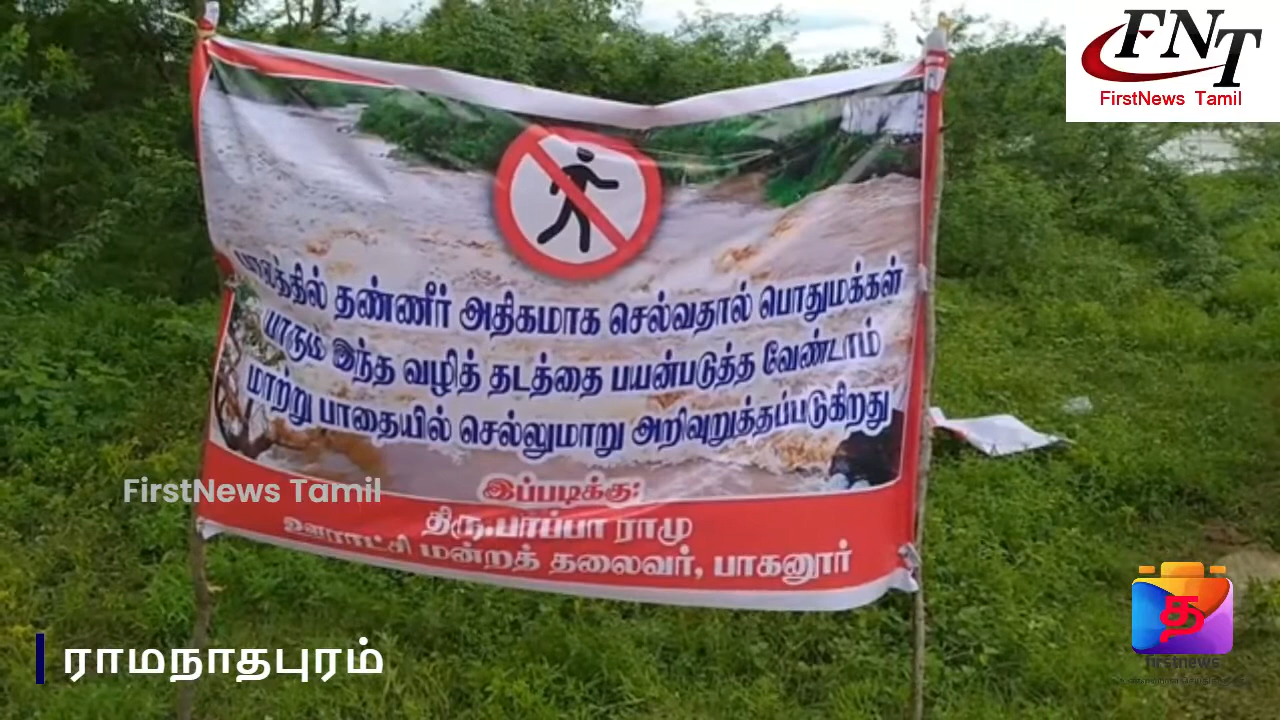 FNT
FirstNews Tamil
பாலத்தில் தண்ணீர் அதிகமாக செல்வதால் பொதுமக்கள்
யாரும் இந்த வழித் தடத்தை பயன்படுத்த வேண்டாம்
மாற்று பாதையில் செல்லுமாறு அறிவுறுத்தப்படுகிறது
இப்படிக்கு:
FirstNews Tamil
திரு.பாப்பா ராமு
ஊராட்சி மன்றத் தலைவர், பாகனூர்
த
firstnews
ராமநாதபுரம்